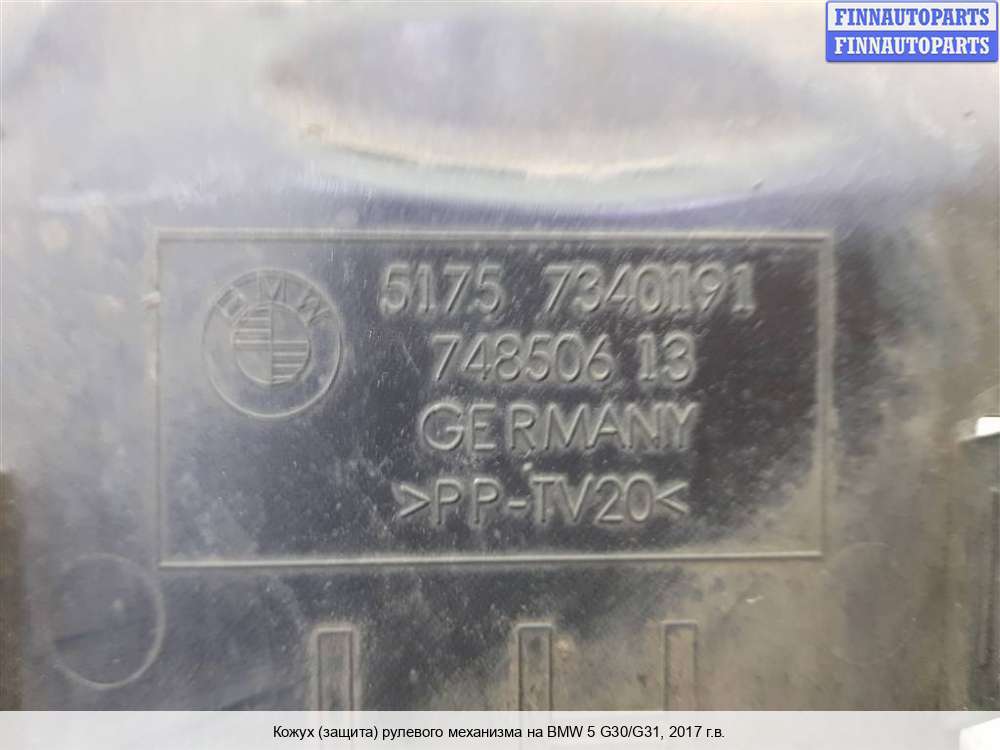 FINNAUTOPARTS
FINNAUTOPARTS
BMW
5175 7340191
748506 13
GERMANY
>PP-TV20<
Кожух (защита) рулевого механизма на BMW 5 G30/G31, 2017 г.в.